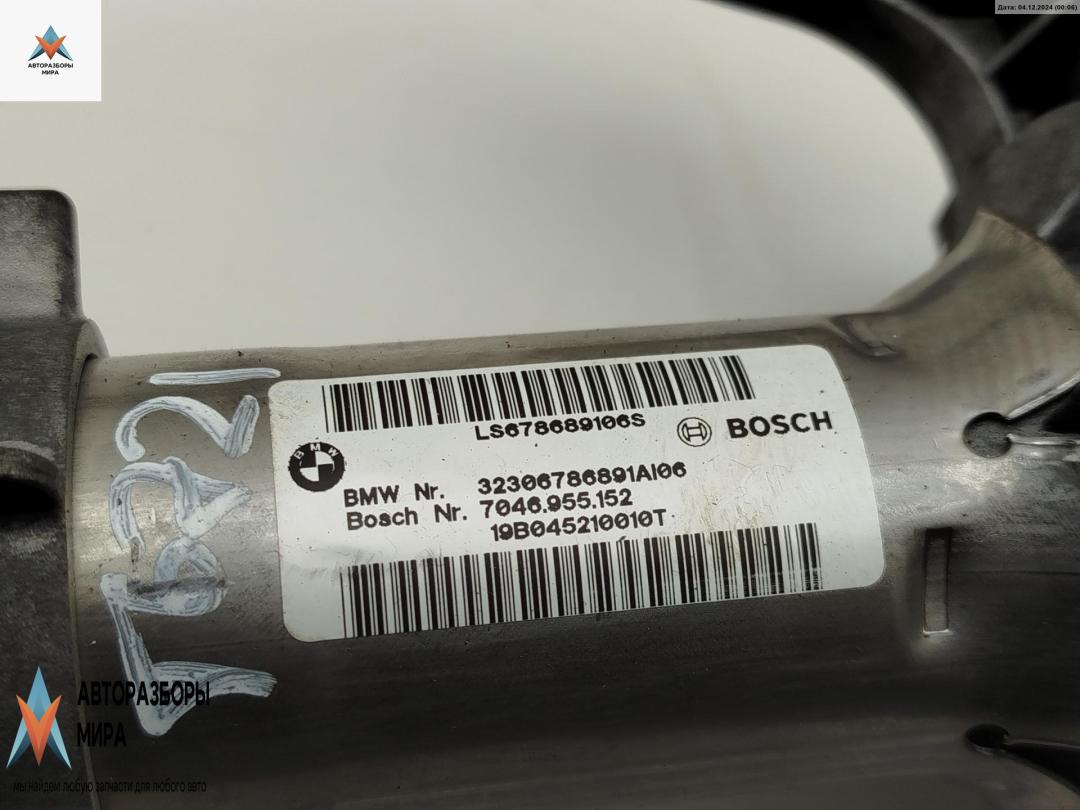 Дата: 04.12.2024 (00:06)
АВТОРАЗБОРЫ
МИРА
LS678689106S
BOSCH
BMW
BMW Nr. 32306786891AI06
Bosch Nr. 7046.955.152
19B045210010T
АВТОРАЗБОРЫ
МИРА
мы найдем любую запчасти для любого авто